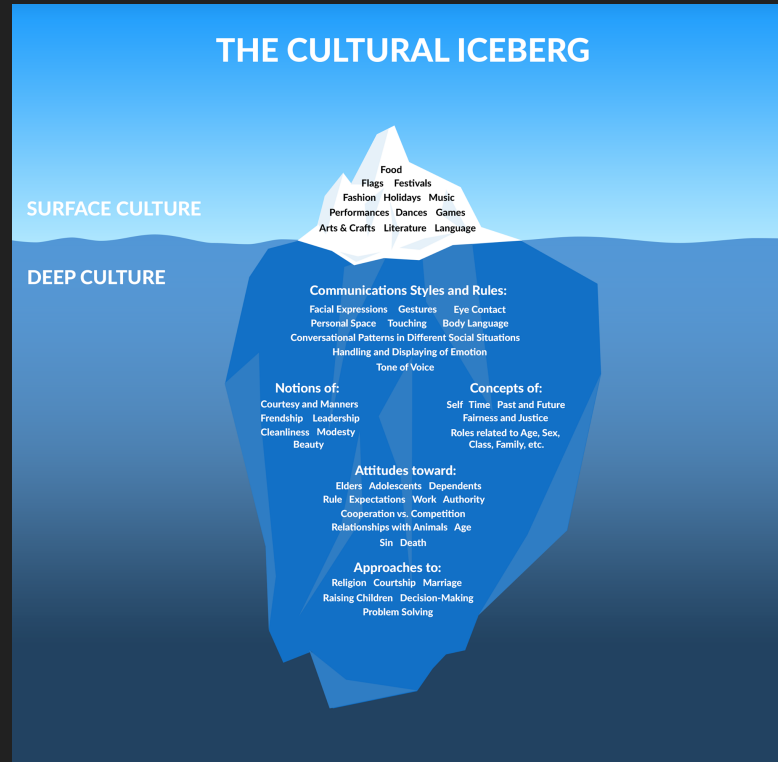 THE CULTURAL ICEBERG
Food
Flags Festivals
Fashion Holidays Music
Performances Dances Games
Arts & Crafts Literature Language
SURFACE CULTURE
DEEP CULTURE
Communications Styles and Rules:
Facial Expressions Gestures Eye Contact
Personal Space Touching Body Language
Conversational Patterns in Different Social Situations
Handling and Displaying of Emotion
Tone of Voice
Notions of:
Courtesy and Manners
Frendship Leadership
Cleanliness Modesty
Beauty
Concepts of:
Self Time Past and Future
Fairness and Justice
Roles related to Age, Sex,
Class, Family, etc.
Attitudes toward:
Elders Adolescents Dependents
Rule Expectations Work Authority
Cooperation vs. Competition
Relationships with Animals Age
Sin Death
Approaches to:
Religion Courtship Marriage
Raising Children Decision-Making
Problem Solving